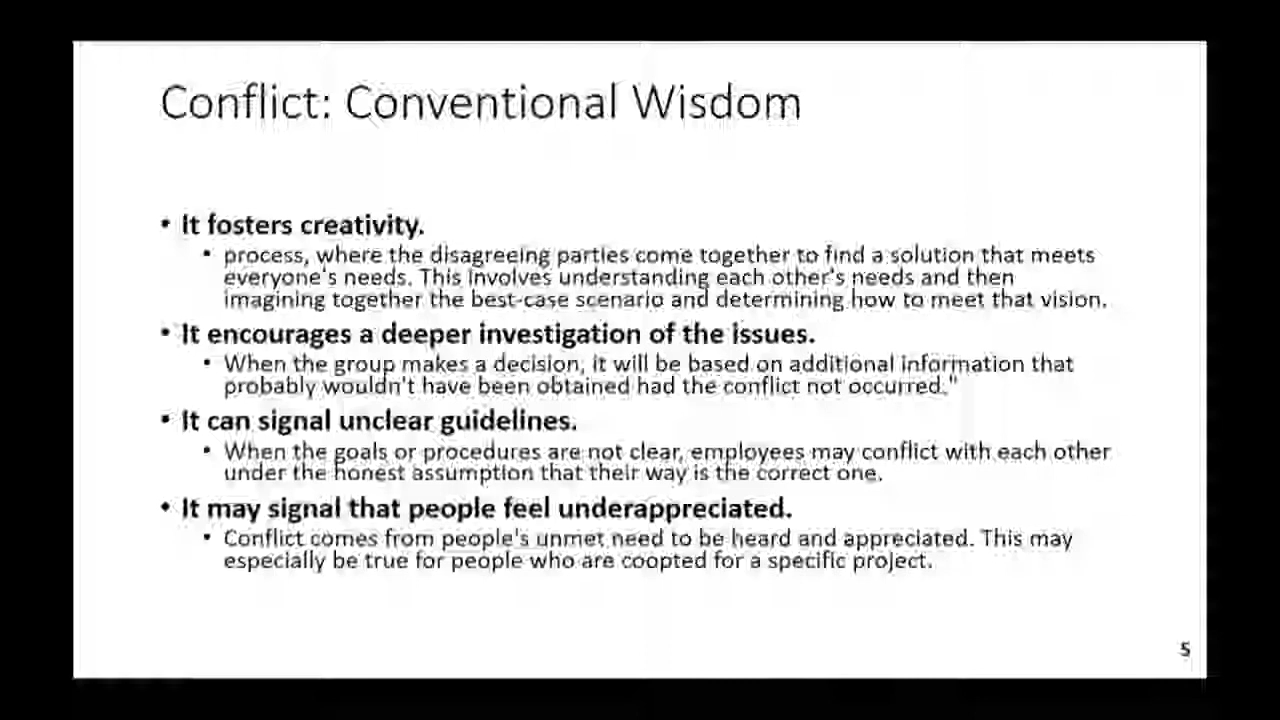 Conflict: Conventional Wisdom
• It fosters creativity.
• process, where the disagreeing parties come together to find a solution that meets
everyone's needs. This involves understanding each other's needs and then
imagining together the best-case scenario and determining how to meet that vision.
• It encourages a deeper investigation of the issues.
• When the group makes a decision, it will be based on additional information that
probably wouldn't have been obtained had the conflict not occurred."
• It can signal unclear guidelines.
• When the goals or procedures are not clear, employees may conflict with each other
under the honest assumption that their way is the correct one.
• It may signal that people feel underappreciated.
• Conflict comes from people's unmet need to be heard and appreciated. This may
especially be true for people who are coopted for a specific project.
5